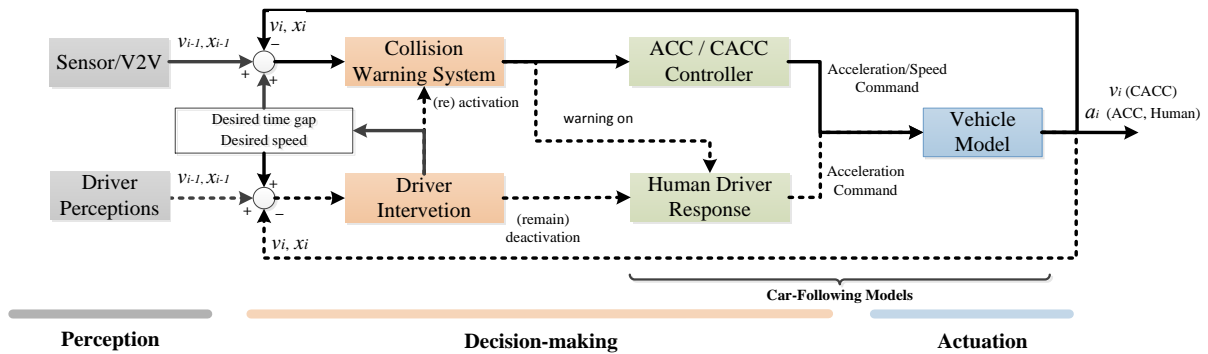 vi, xi
vi-1, xi-1
Sensor/V2V
−
+
+
Collision
Warning System
ACC / CACC
Controller
Acceleration/Speed
Command
vi (CACC)
ai (ACC, Human)
(re) activation
warning on
Desired time gap
Desired speed
Vehicle
Model
vi-1, xi-1
Driver
Perceptions
+
+
−
Driver
Intervetion
(remain)
deactivation
Human Driver
Response
Acceleration
Command
vi, xi
Car-Following Models
Perception
Decision-making
Actuation